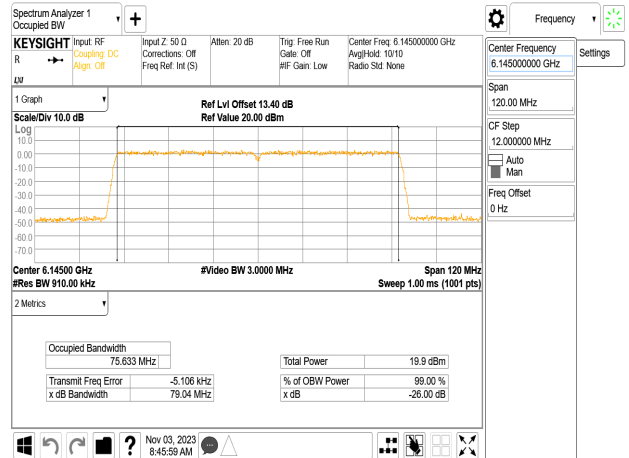 Spectrum Analyzer 1
Occupied BW
Frequency
KEYSIGHT
R
Input: RF
Coupling: DC
Align: Off
Input Z: 50 Ω
Corrections: Off
Freq Ref: Int (S)
Atten: 20 dB
Trig: Free Run
Gate: Off
#IF Gain: Low
Center Freq: 6.145000000 GHz
Avg|Hold: 10/10
Radio Std: None
Center Frequency
6.145000000 GHz
Settings
Span
120.00 MHz
CF Step
12.000000 MHz
Auto
Man
Freq Offset
0 Hz
1 Graph
Ref Lvl Offset 13.40 dB
Scale/Div 10.0 dB
Ref Value 20.00 dBm
Log
10.0
0.00
-10.0
-20.0
-30.0
-40.0
-50.0
-60.0
-70.0
Center 6.14500 GHz
#Video BW 3.0000 MHz
Span 120 MHz
#Res BW 910.00 kHz
Sweep 1.00 ms (1001 pts)
2 Metrics
Occupied Bandwidth
75.633 MHz
Total Power
19.9 dBm
Transmit Freq Error
-5.106 kHz
% of OBW Power
99.00 %
x dB Bandwidth
79.04 MHz
x dB
-26.00 dB
?
Nov 03, 2023
8:45:59 AM